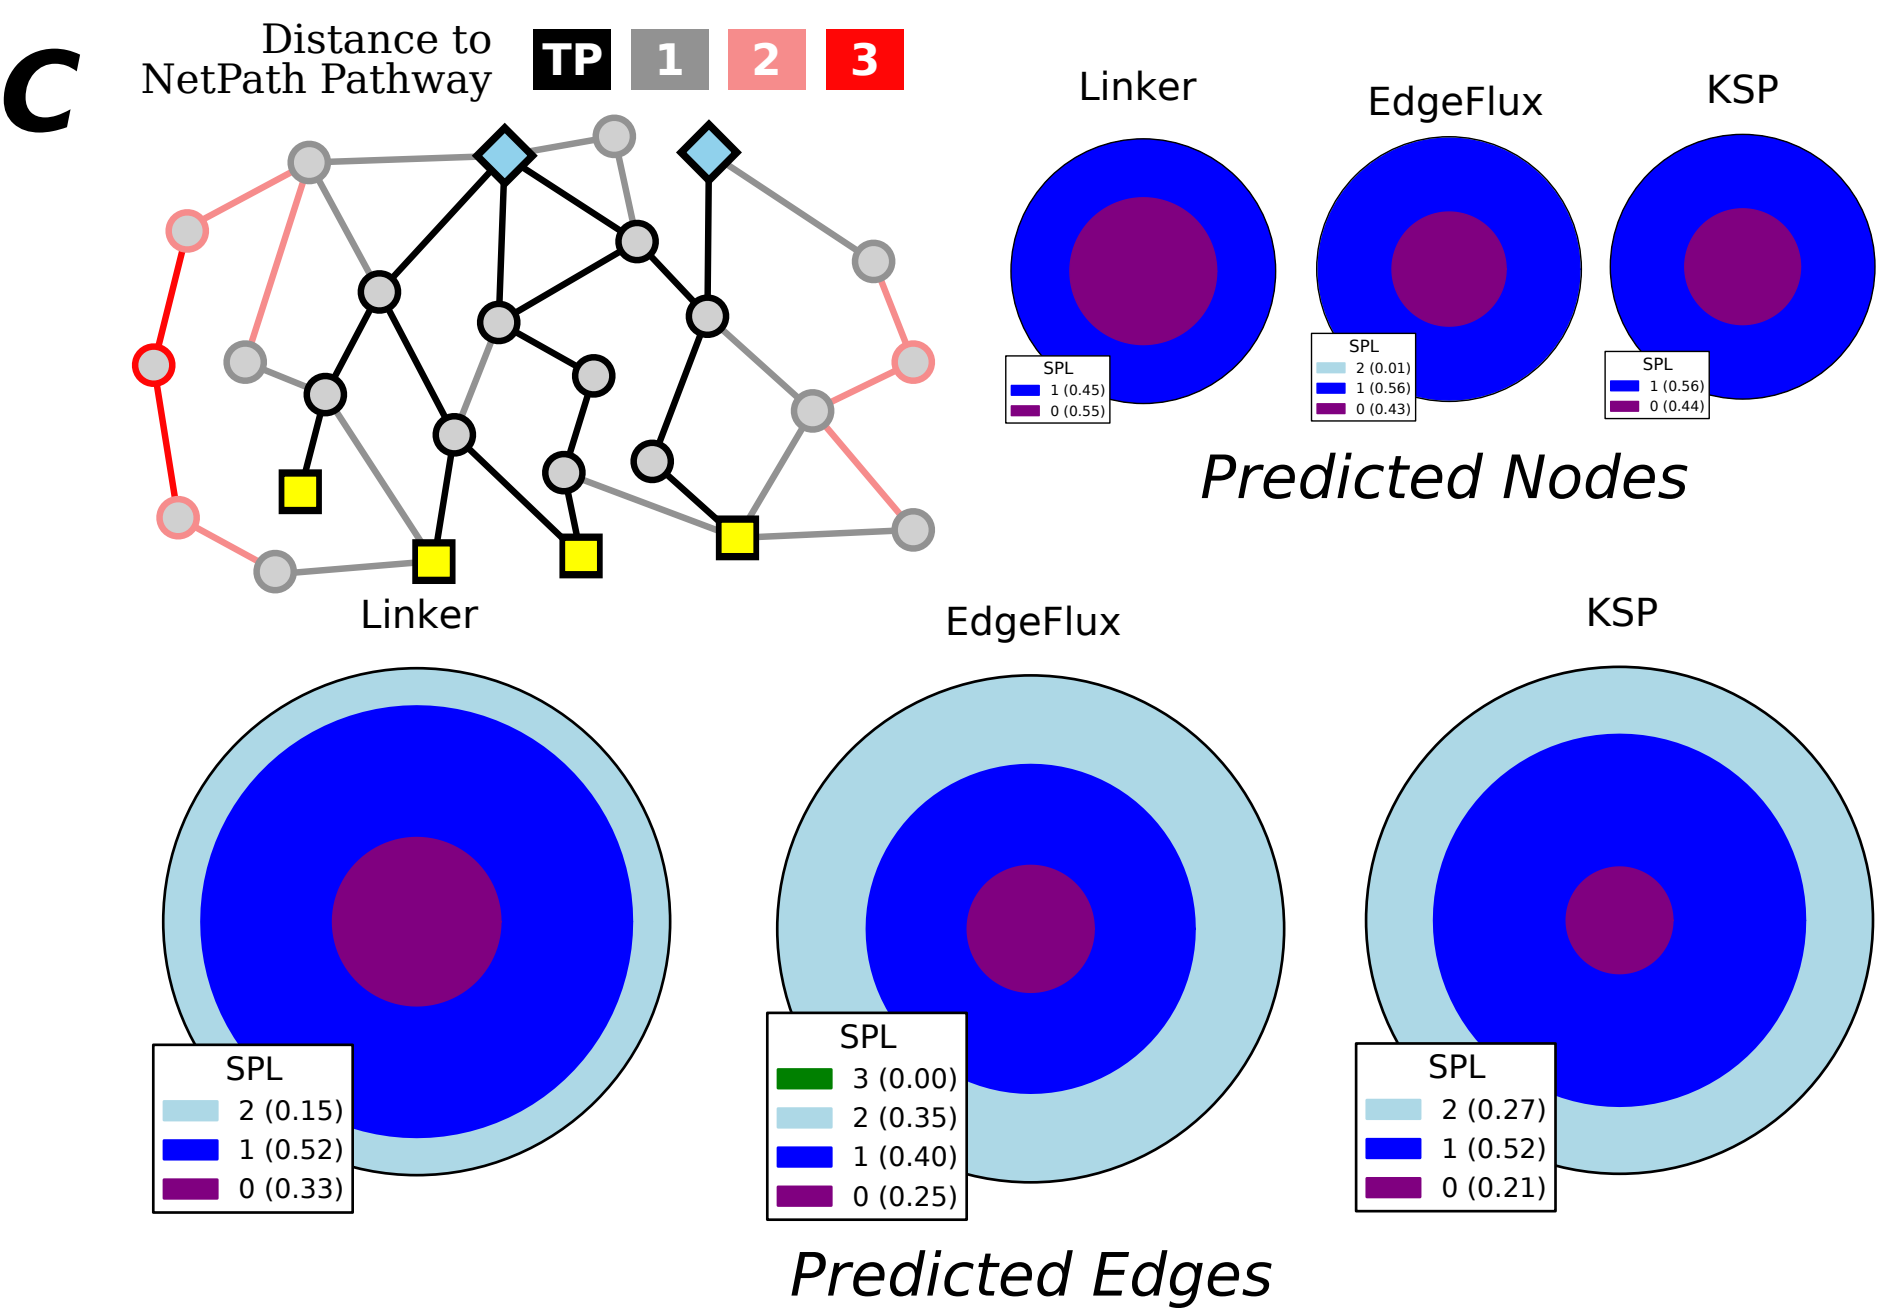 C
Distance to
NetPath Pathway
TP
1
2
3
Linker
EdgeFlux
KSP
SPL
1 (0.45)
0 (0.55)
SPL
2 (0.01)
1 (0.56)
0 (0.43)
SPL
1 (0.56)
0 (0.44)
Predicted Nodes
Linker
EdgeFlux
KSP
SPL
2 (0.15)
1 (0.52)
0 (0.33)
SPL
3 (0.00)
2 (0.35)
1 (0.40)
0 (0.25)
SPL
2 (0.27)
1 (0.52)
0 (0.21)
Predicted Edges